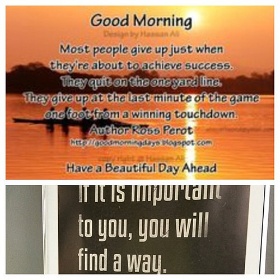 Good Morning
Design by Hassan Ali
Most people give up just when
they're about to achieve success.
They quit on the one yard line.
They give up at the last minute of the game
one foot from a winning touchdown.
Author Ross Perot
http://goodmorningdays.blogspot.com
Have a Beautiful Day Ahead
If it is important
to you, you will
find a way.